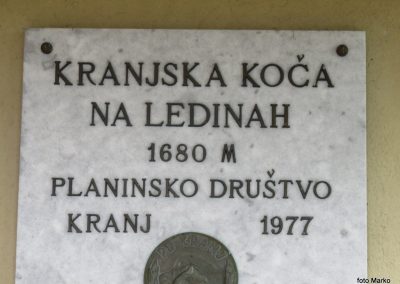 KRANJSKA KOČA
NA LEDINAH
1680 M
PLANINSKO DRUŠTVO
KRANJ 1977
foto Marko